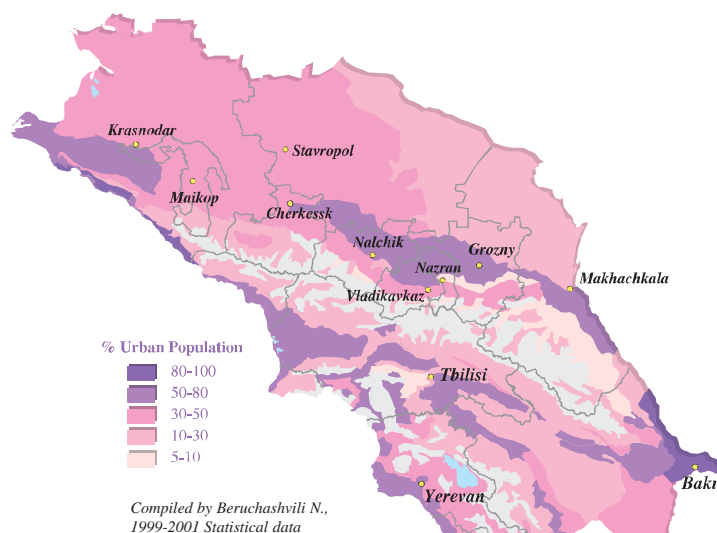 Krasnodar
Stavropol
Maikop
Cherkessk
Nalchik
Grozny
Nazran
Makhachkala
Vladikavkaz
% Urban Population
80-100
50-80
30-50
10-30
5-10
Tbilisi
Baku
Yerevan
Compiled by Beruchashvili N.,
1999-2001 Statistical data